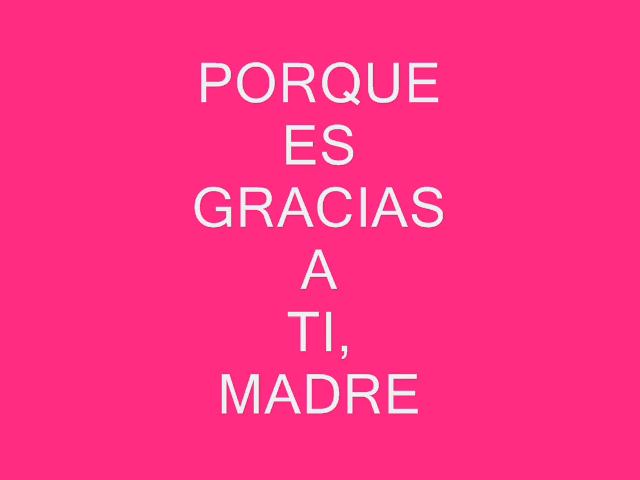 PORQUE
ES
GRACIAS
A
TI,
MADRE